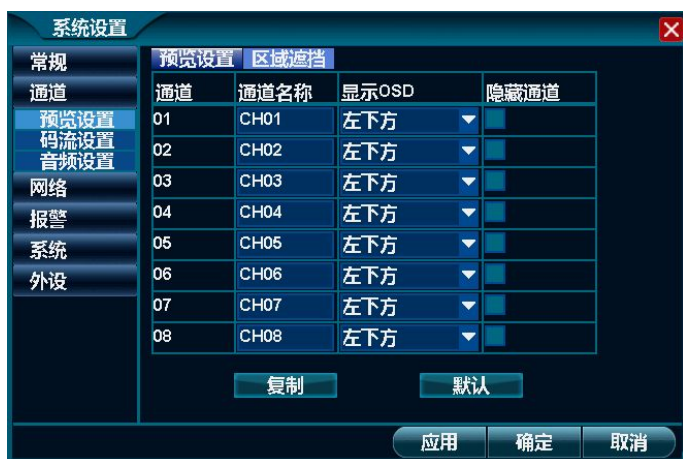 系统设置
常规
通道
预览设置
码流设置
音频设置
网络
报警
系统
外设
预览设置 区域遮挡
通道 通道名称 显示OSD 隐藏通道
01 CH01 左下方
02 CH02 左下方
03 CH03 左下方
04 CH04 左下方
05 CH05 左下方
06 CH06 左下方
07 CH07 左下方
08 CH08 左下方
复制 默认
应用 确定 取消